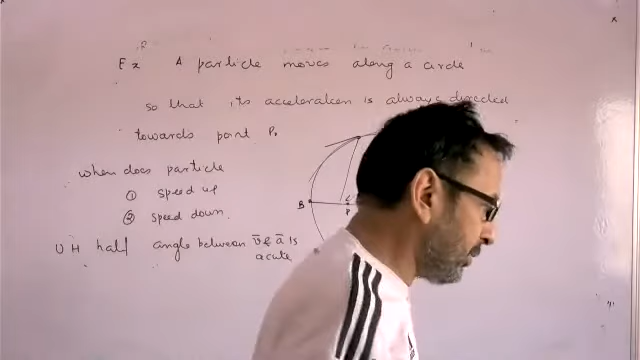 Ex A particle moves along a circle
so that its acceleration is always directed
towards point P.
when does particle
① speed up
② speed down.
UH half angle between v̄ & ā is
acute
B
C
P